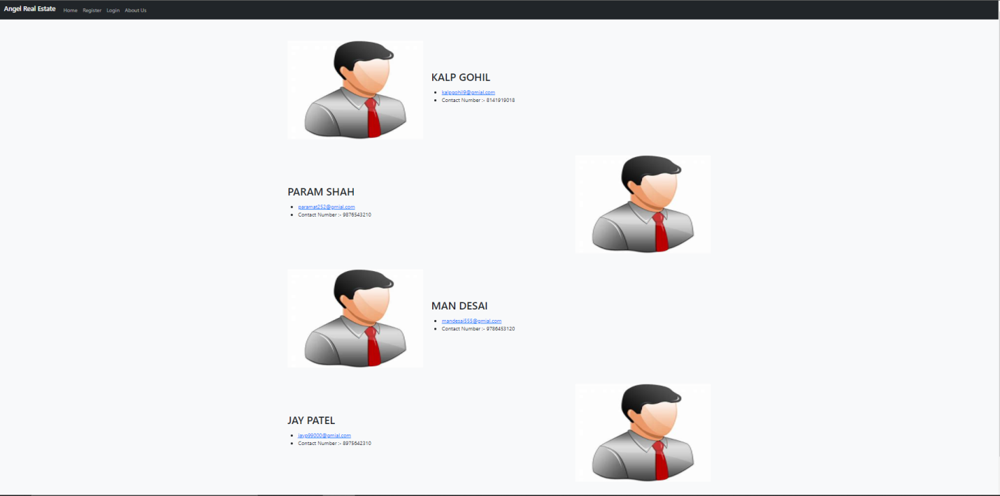 Angel Real Estate Home Register Login About Us
KALP GOHIL
kalpgohil9@gmial.com
Contact Number :- 8141919018
PARAM SHAH
paramat252@gmial.com
Contact Number :- 9876543210
MAN DESAI
mandesai555@gmial.com
Contact Number :- 9786453120
JAY PATEL
jayp99000@gmial.com
Contact Number :- 8975642310